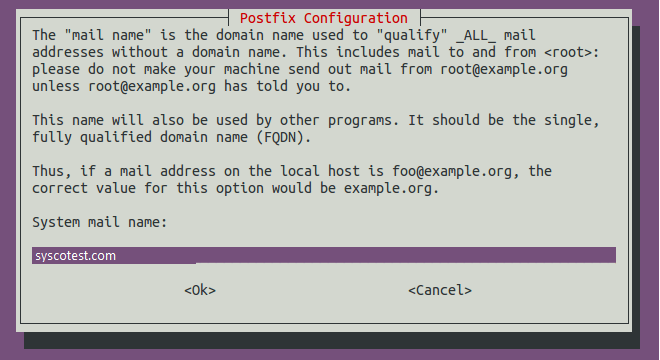 Postfix Configuration
The "mail name" is the domain name used to "qualify" _ALL_ mail
addresses without a domain name. This includes mail to and from <root>:
please do not make your machine send out mail from root@example.org
unless root@example.org has told you to.
This name will also be used by other programs. It should be the single,
fully qualified domain name (FQDN).
Thus, if a mail address on the local host is foo@example.org, the
correct value for this option would be example.org.
System mail name:
syscotest.com
<Ok> <Cancel>